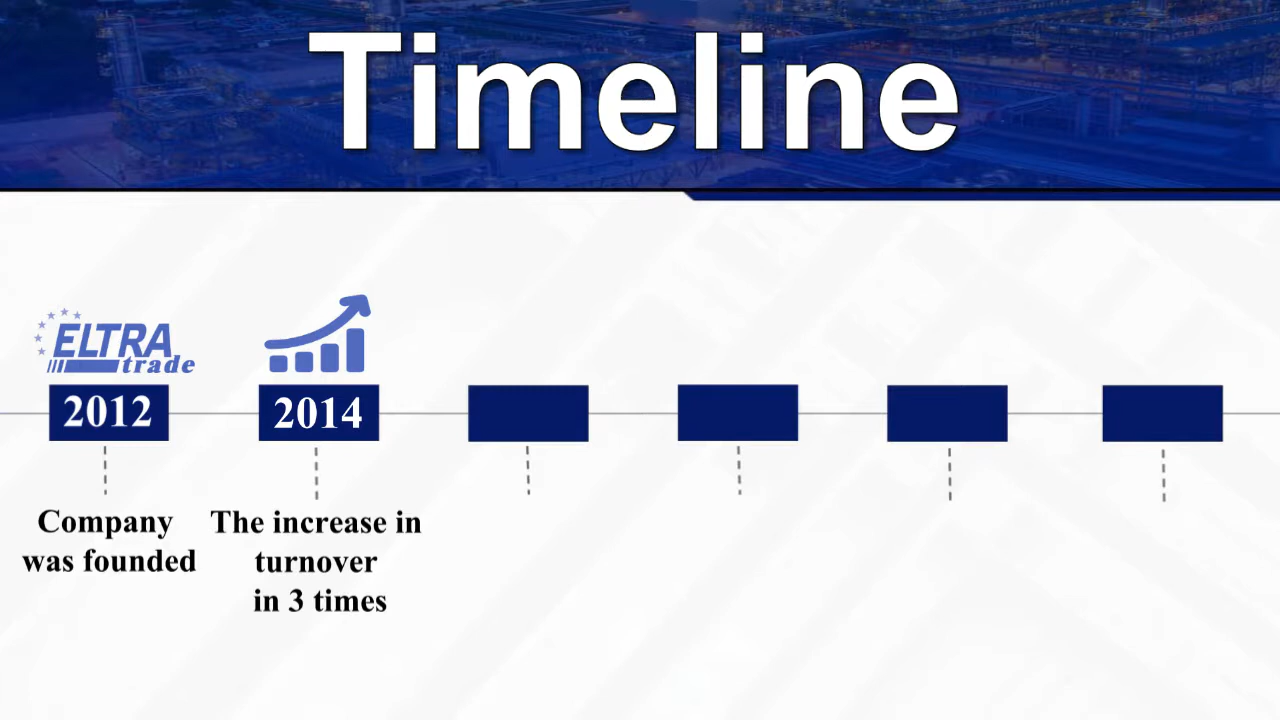 Timeline
ELTRA
trade
2012
2014
Company
was founded
The increase in
turnover
in 3 times